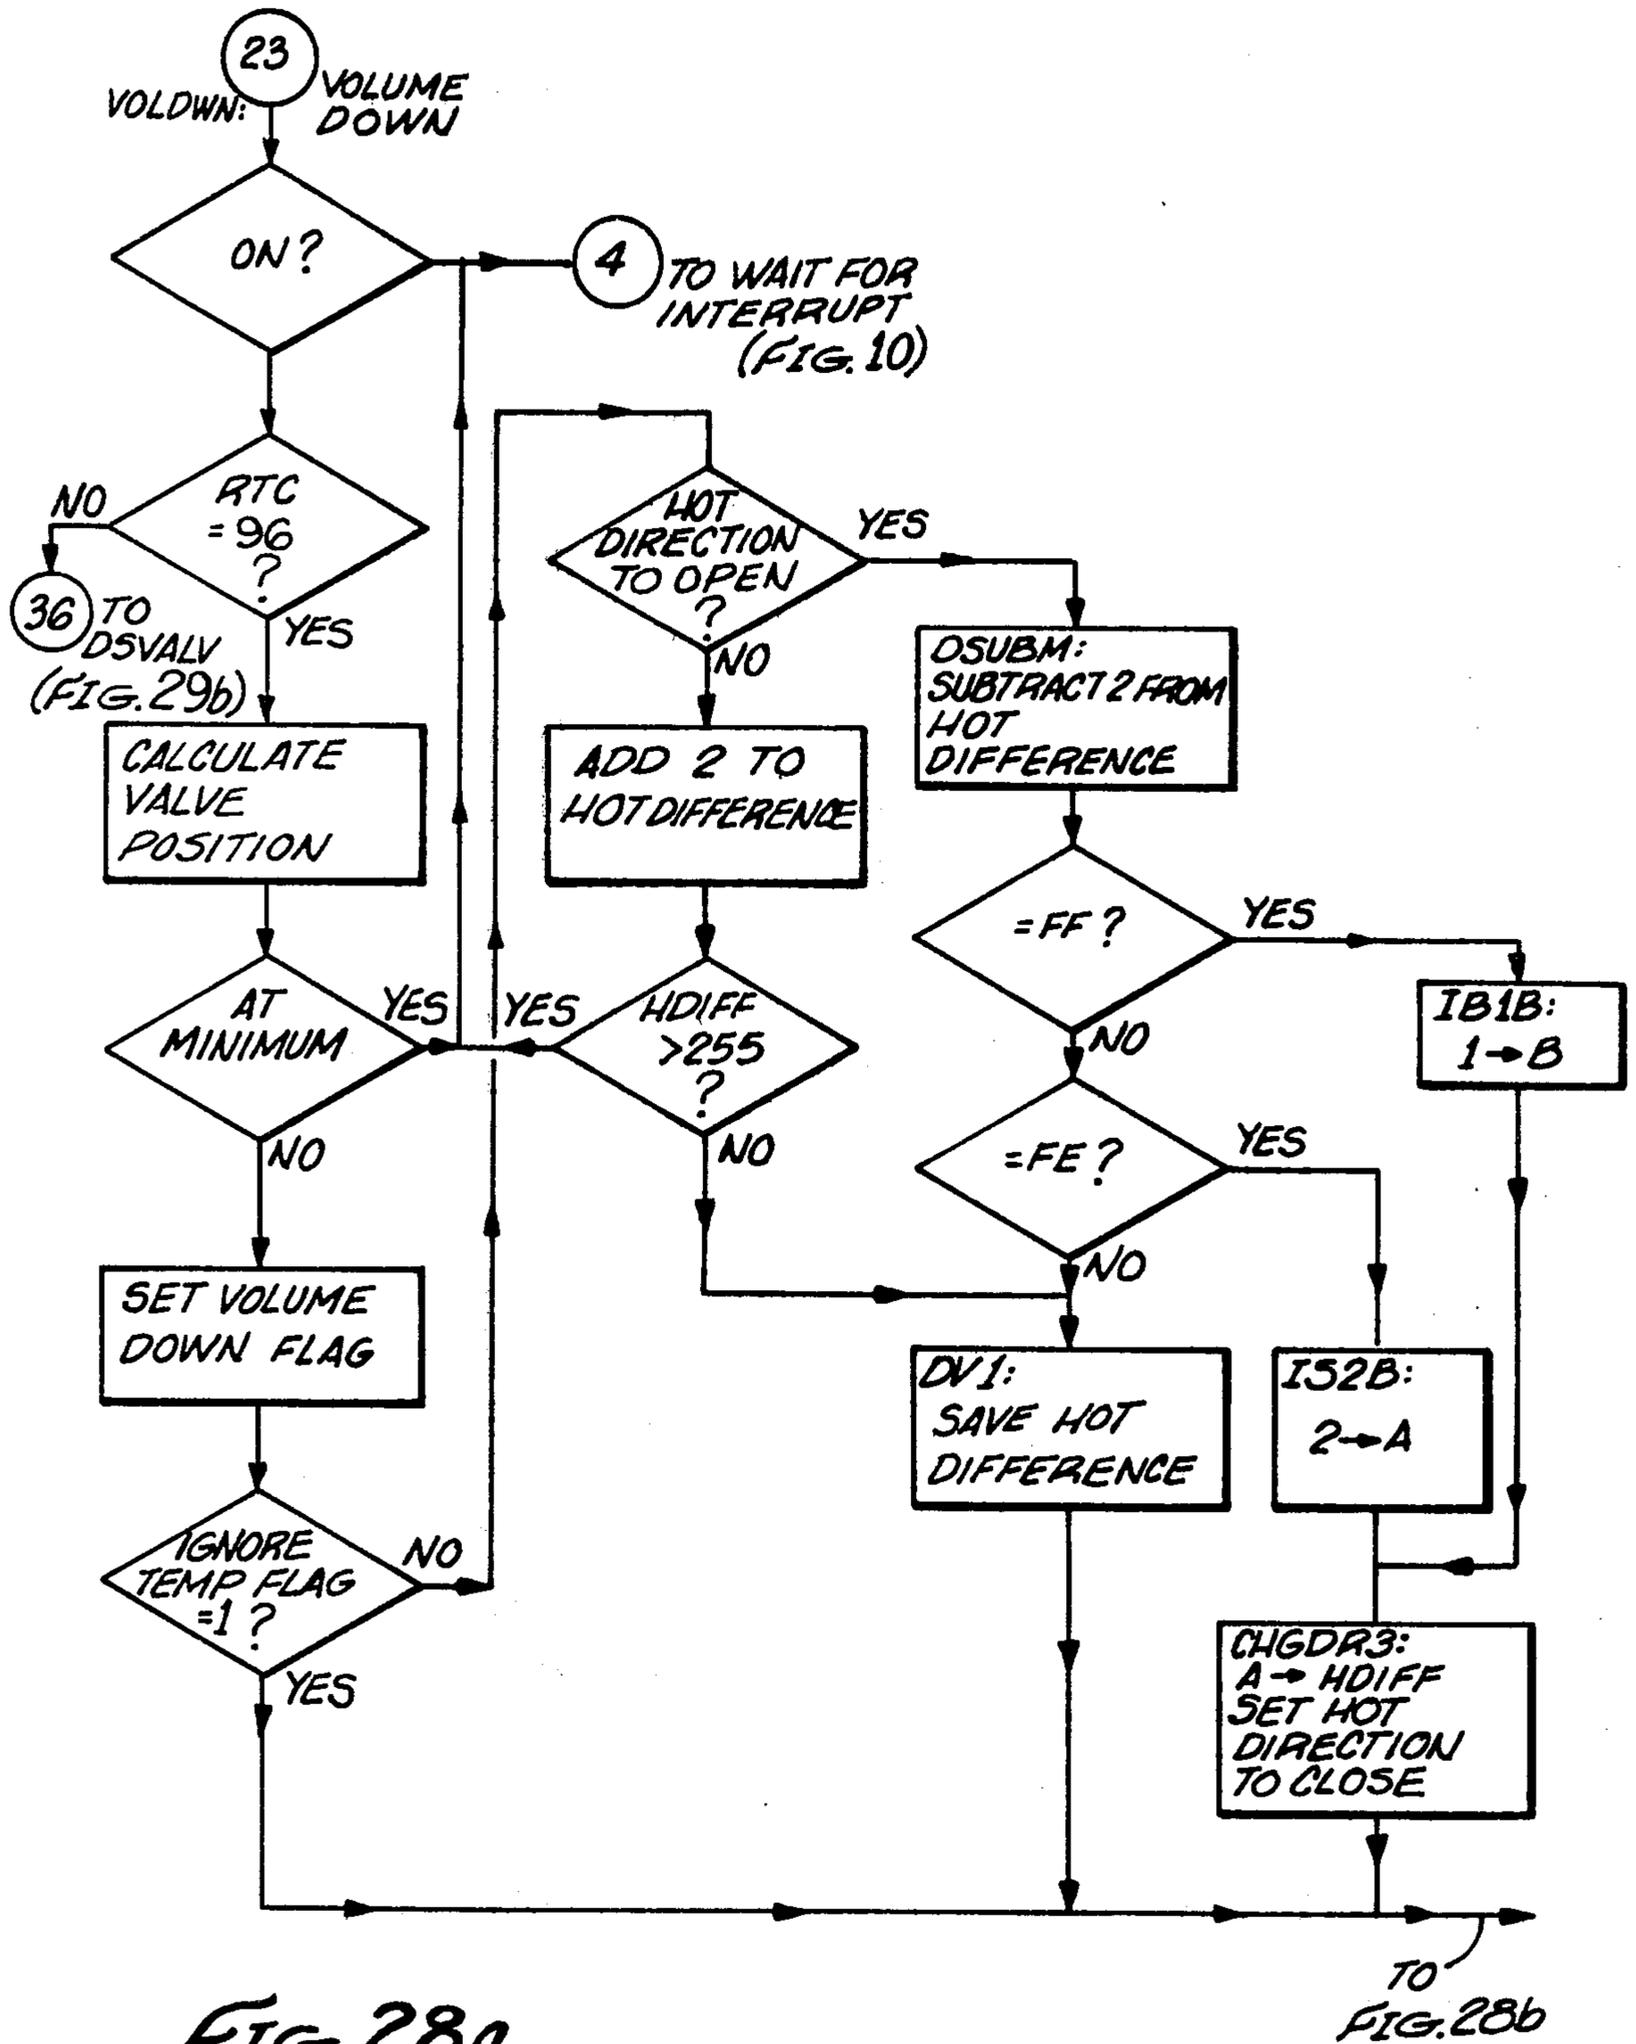 23
VOLDWN:
VOLUME
DOWN
ON?
4
TO WAIT FOR
INTERRUPT
(FIG. 10)
RTC
=96
?
NO
YES
36
TO
DSVALV
(FIG. 29b)
CALCULATE
VALVE
POSITION
AT
MINIMUM
YES
NO
SET VOLUME
DOWN FLAG
IGNORE
TEMP FLAG
=1?
NO
YES
HOT
DIRECTION
TO OPEN
?
YES
NO
ADD 2 TO
HOT DIFFERENCE
HDIFF
>255
?
YES
NO
DSUBM:
SUBTRACT 2 FROM
HOT
DIFFERENCE
=FF?
YES
NO
=FE?
YES
NO
IB1B:
1→B
DV1:
SAVE HOT
DIFFERENCE
IS2B:
2→A
CHGDR3:
A→HDIFF
SET HOT
DIRECTION
TO CLOSE
TO
FIG. 28b
FIG. 28a